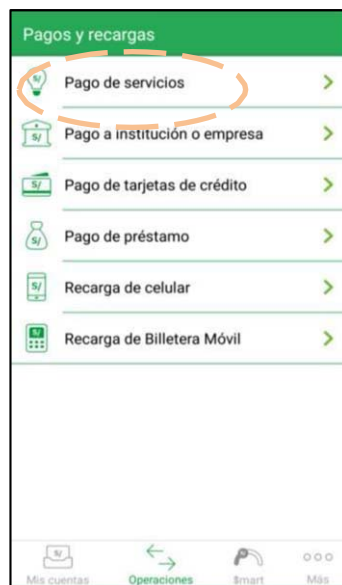 Pagos y recargas
S/ Pago de servicios
S/ Pago a institución o empresa
S/ Pago de tarjetas de crédito
S/ Pago de préstamo
S/ Recarga de celular
S/ Recarga de Billetera Móvil
S/
Mis cuentas Operaciones Smart Más